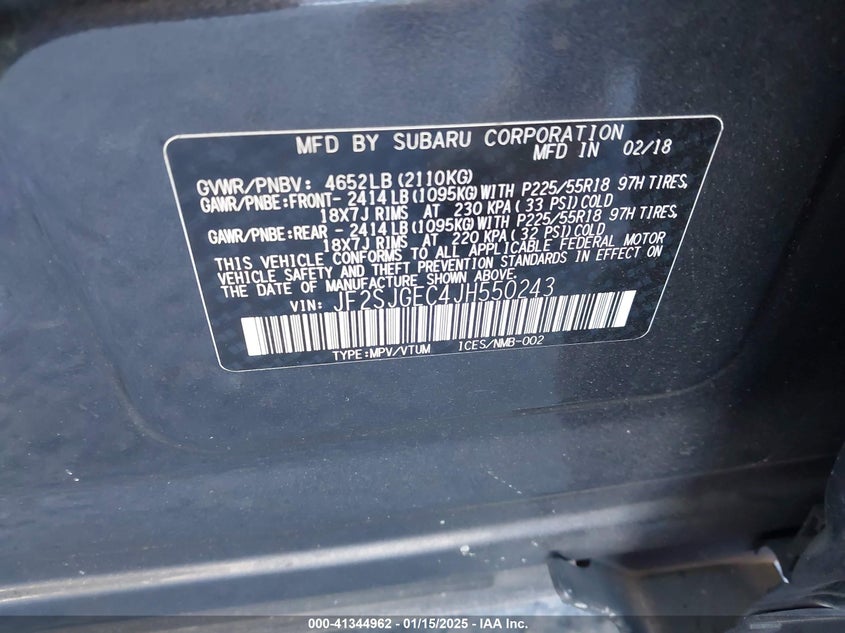 MFD BY SUBARU CORPORATION
MFD IN 02/18
GVWR/PNBV: 4652LB(2110KG)
GAWR/PNBE:FRONT- 2414LB(1095KG)WITH P225/55R18 97H TIRES,
18X7J RIMS AT 230 KPA(33 PSI)COLD
GAWR/PNBE:REAR - 2414LB(1095KG)WITH P225/55R18 97H TIRES,
18X7J RIMS AT 220 KPA(32 PSI)COLD
THIS VEHICLE CONFORMS TO ALL APPLICABLE FEDERAL MOTOR
VEHICLE SAFETY AND THEFT PREVENTION STANDARDS IN EFFECT ON
THE DATE OF MANUFACTURE SHOWN ABOVE.
VIN: JF2SJGEC4JH550243
TYPE:MPV/VTUM ICES/NMB-002
000-41344962 - 01/15/2025 - IAA Inc.